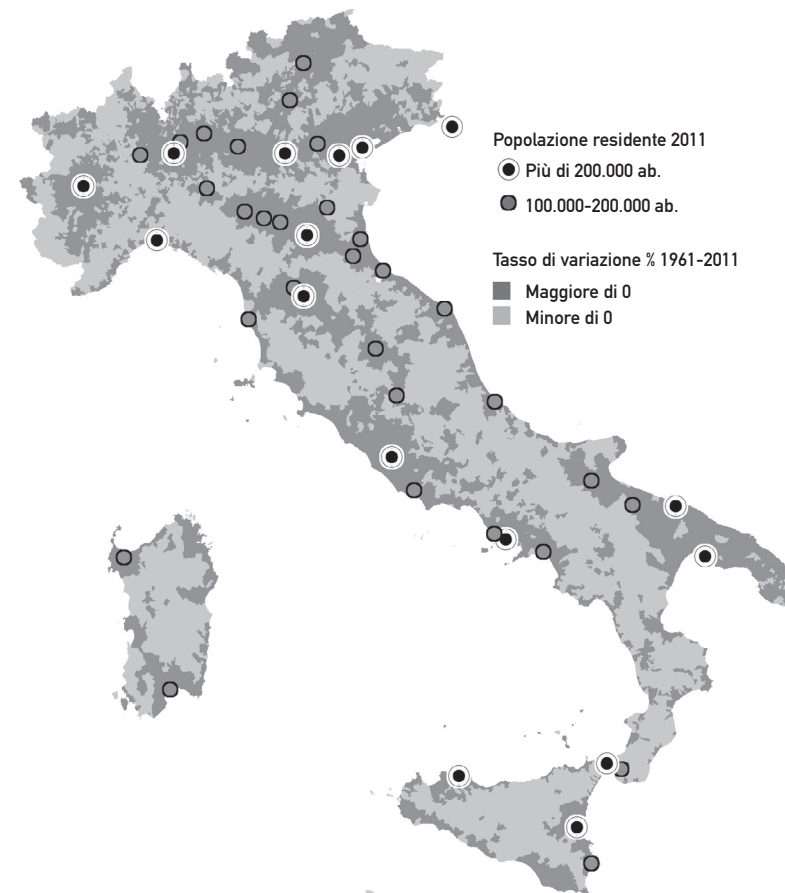 Popolazione residente 2011
Più di 200.000 ab.
100.000-200.000 ab.
Tasso di variazione % 1961-2011
Maggiore di 0
Minore di 0